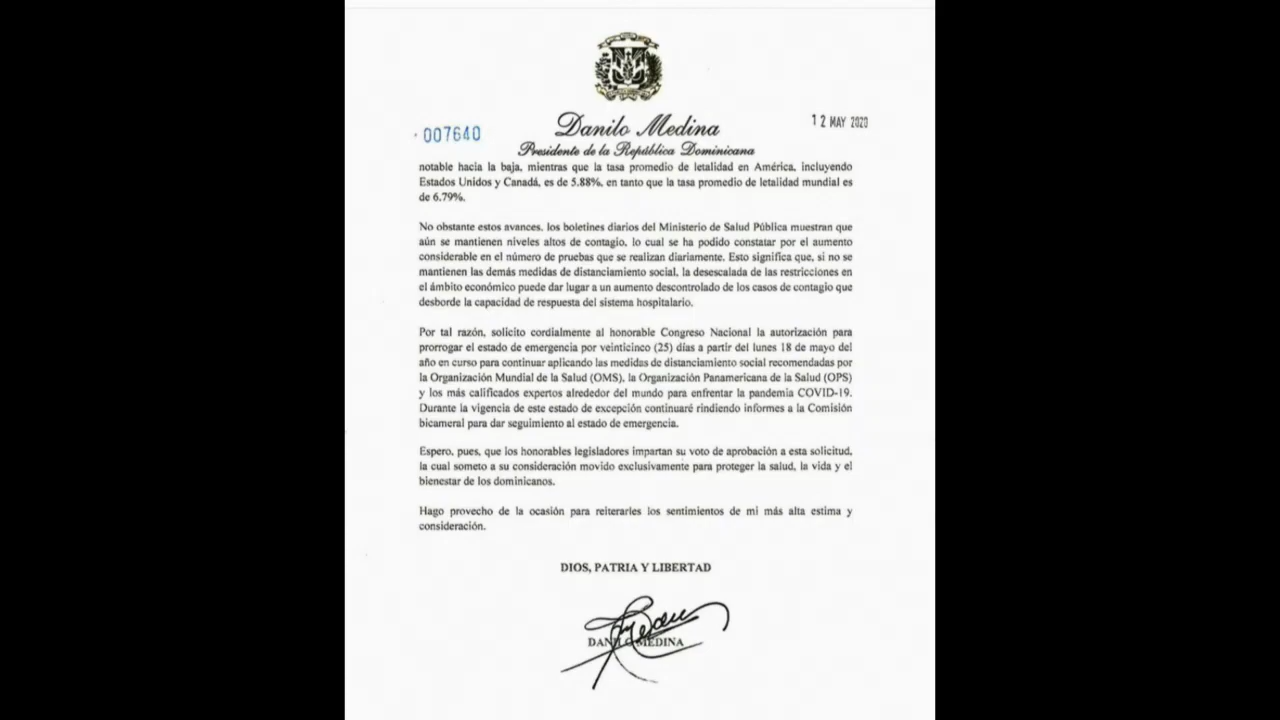 007640
Danilo Medina
12 MAY 2020
Presidente de la República Dominicana
notable hacia la baja, mientras que la tasa promedio de letalidad en América, incluyendo
Estados Unidos y Canadá, es de 5.88%, en tanto que la tasa promedio de letalidad mundial es
de 6.79%.
No obstante estos avances, los boletines diarios del Ministerio de Salud Pública muestran que
aún se mantienen niveles altos de contagio, lo cual se ha podido constatar por el aumento
considerable en el número de pruebas que se realizan diariamente. Esto significa que, si no se
mantienen las demás medidas de distanciamiento social, la desescalada de las restricciones en
el ámbito económico puede dar lugar a un aumento descontrolado de los casos de contagio que
desborde la capacidad de respuesta del sistema hospitalario.
Por tal razón, solicito cordialmente al honorable Congreso Nacional la autorización para
prorrogar el estado de emergencia por veinticinco (25) días a partir del lunes 18 de mayo del
año en curso para continuar aplicando las medidas de distanciamiento social recomendadas por
la Organización Mundial de la Salud (OMS), la Organización Panamericana de la Salud (OPS)
y los más calificados expertos alrededor del mundo para enfrentar la pandemia COVID-19.
Durante la vigencia de este estado de excepción continuaré rindiendo informes a la Comisión
bicameral para dar seguimiento al estado de emergencia.
Espero, pues, que los honorables legisladores impartan su voto de aprobación a esta solicitud,
la cual someto a su consideración movido exclusivamente para proteger la salud, la vida y el
bienestar de los dominicanos.
Hago provecho de la ocasión para reiterarles los sentimientos de mi más alta estima y
consideración.
DIOS, PATRIA Y LIBERTAD
DANILO MEDINA